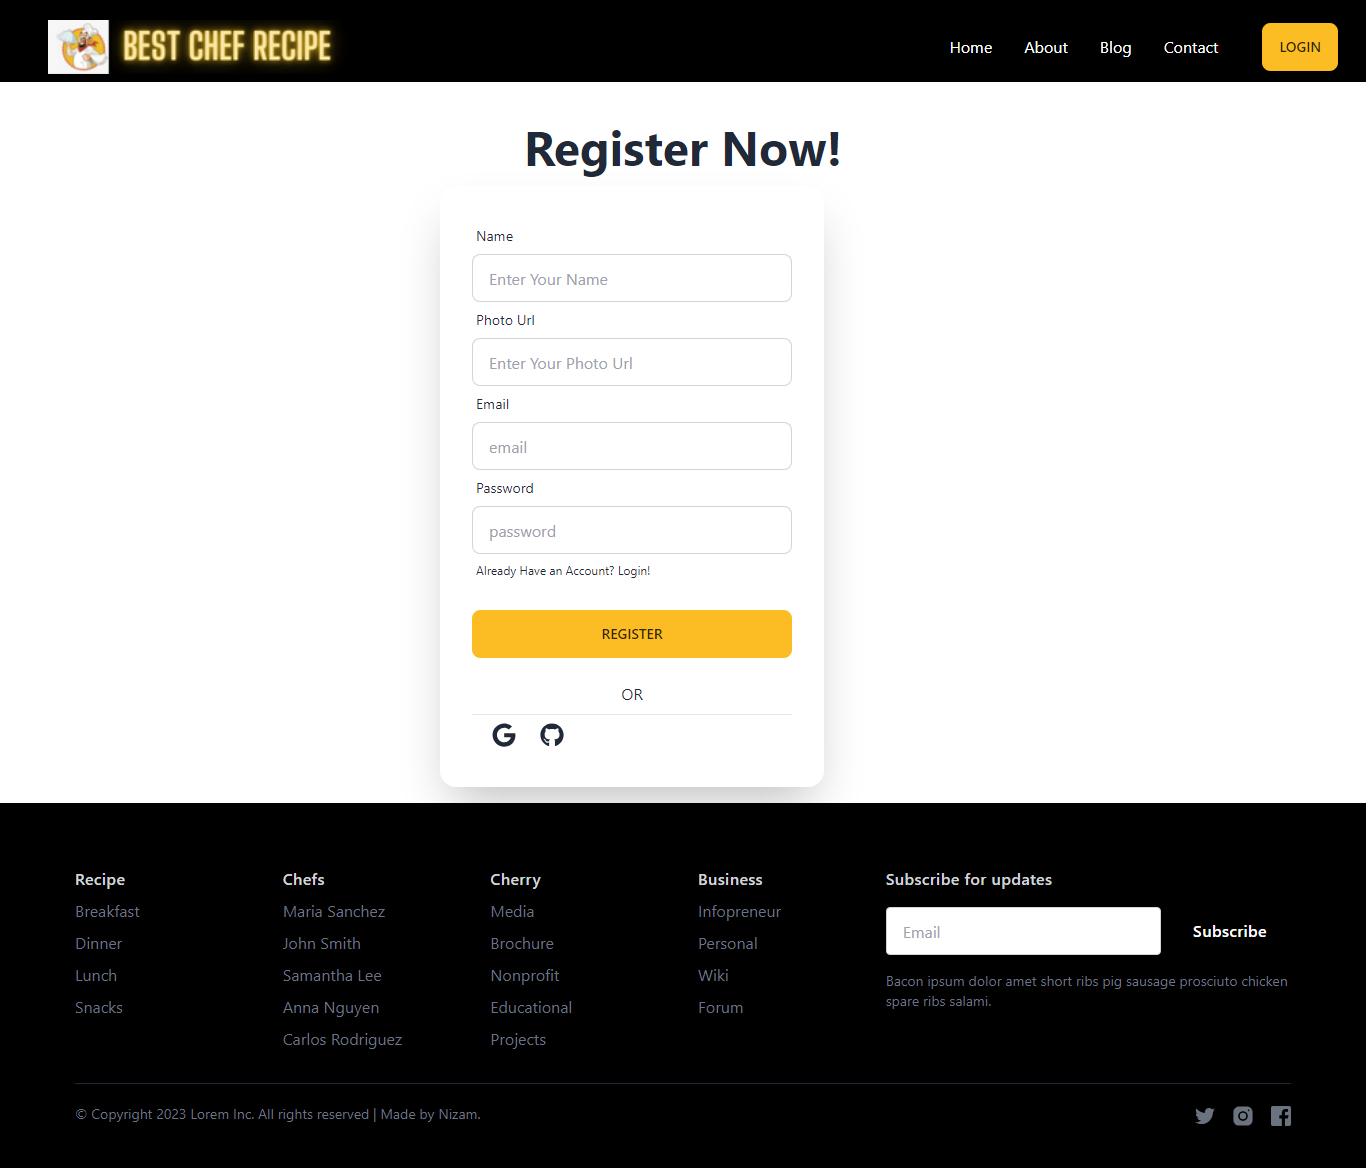 BEST CHEF RECIPE
Home About Blog Contact LOGIN
Register Now!
Name
Enter Your Name
Photo Url
Enter Your Photo Url
Email
email
Password
password
Already Have an Account? Login!
REGISTER
OR
Recipe
Breakfast
Dinner
Lunch
Snacks
Chefs
Maria Sanchez
John Smith
Samantha Lee
Anna Nguyen
Carlos Rodriguez
Cherry
Media
Brochure
Nonprofit
Educational
Projects
Business
Infopreneur
Personal
Wiki
Forum
Subscribe for updates
Email Subscribe
Bacon ipsum dolor amet short ribs pig sausage prosciuto chicken
spare ribs salami.
© Copyright 2023 Lorem Inc. All rights reserved | Made by Nizam.